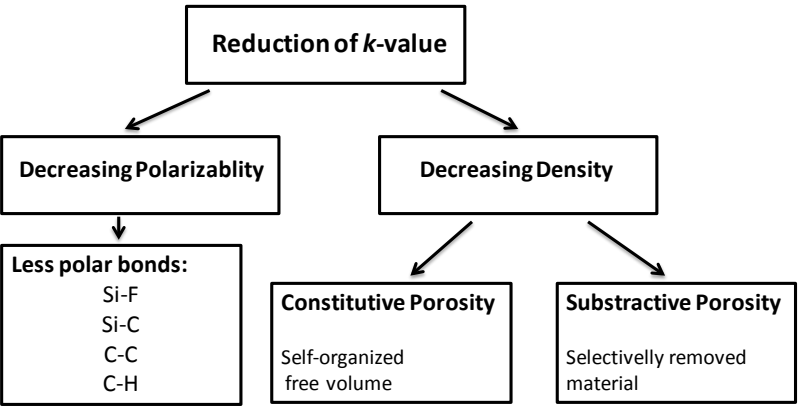 Reduction of k-value
Decreasing Polarizablity
Decreasing Density
Less polar bonds:
Si-F
Si-C
C-C
C-H
Constitutive Porosity
Self-organized
free volume
Substractive Porosity
Selectivelly removed
material